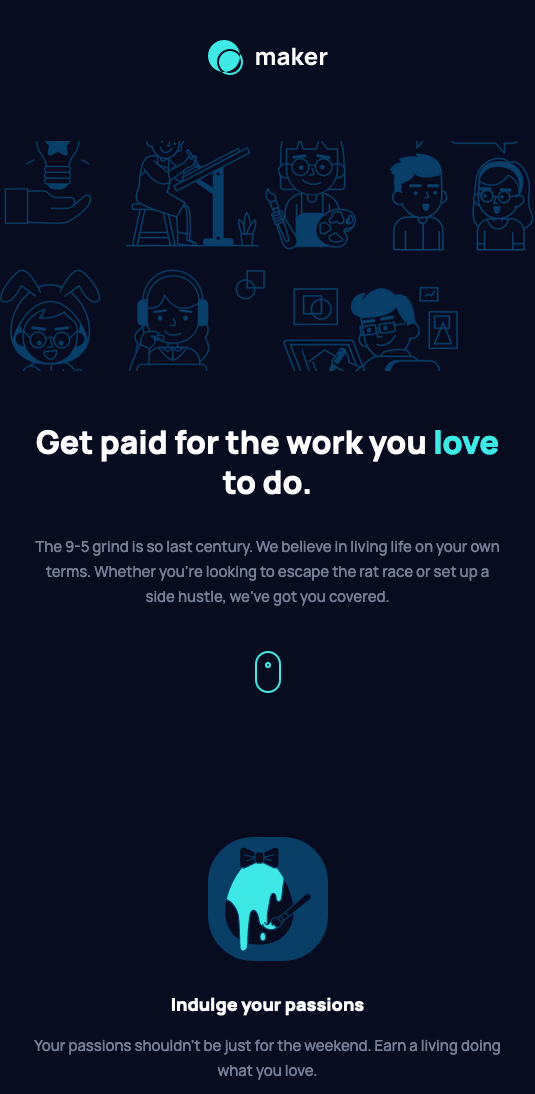 maker
Get paid for the work you love
to do.
The 9-5 grind is so last century. We believe in living life on your own
terms. Whether you're looking to escape the rat race or set up a
side hustle, we've got you covered.
Indulge your passions
Your passions shouldn't be just for the weekend. Earn a living doing
what you love.